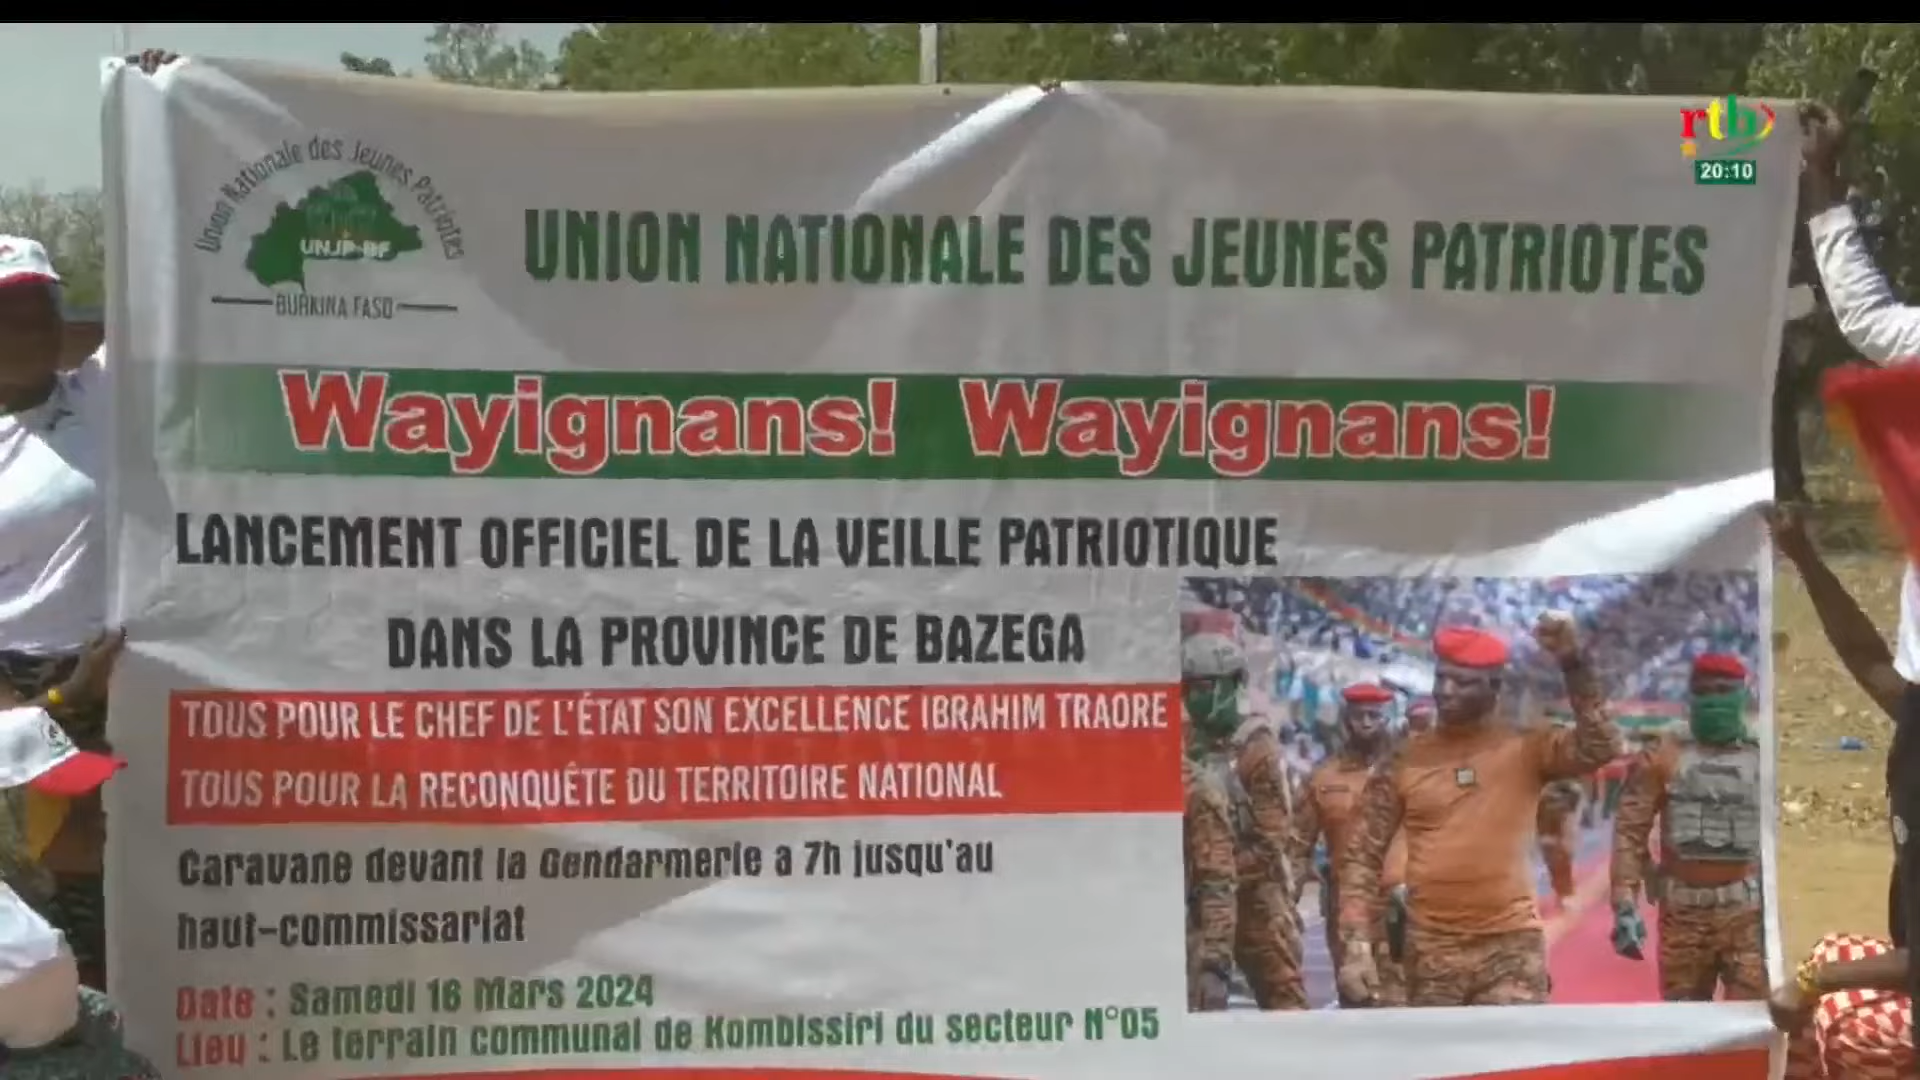 rtb
20:10
Union Nationale des Jeunes Patriotes
UNJP-BF
BURKINA FASO
UNION NATIONALE DES JEUNES PATRIOTES
Wayignans! Wayignans!
LANCEMENT OFFICIEL DE LA VEILLE PATRIOTIQUE
DANS LA PROVINCE DE BAZEGA
TOUS POUR LE CHEF DE L'ÉTAT SON EXCELLENCE IBRAHIM TRAORE
TOUS POUR LA RECONQUÊTE DU TERRITOIRE NATIONAL
Caravane devant la Gendarmerie a 7h jusqu'au
haut-commissariat
Date : Samedi 16 Mars 2024
Lieu : Le terrain communal de Kombissiri du secteur N°05